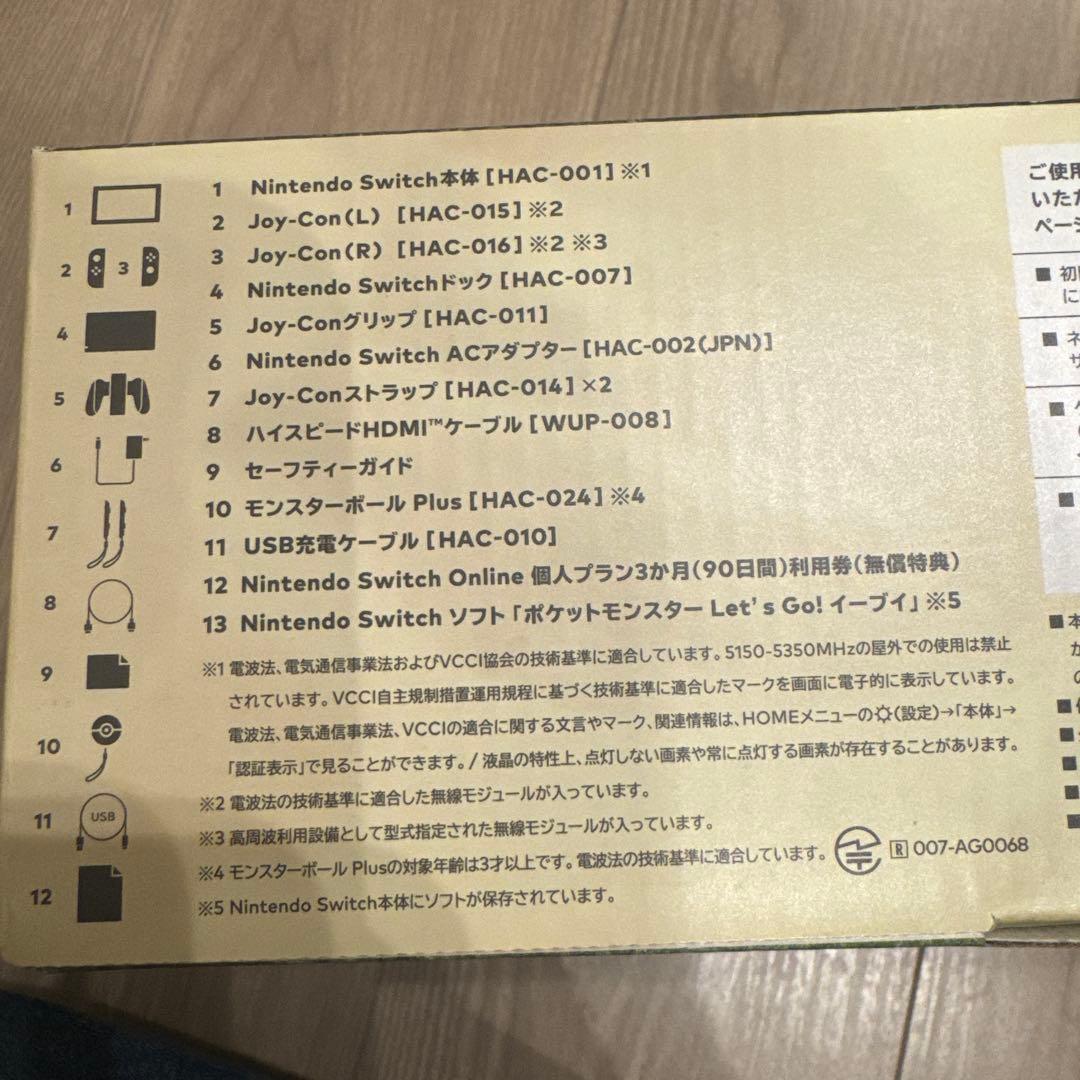 1 Nintendo Switch本体[HAC-001]※1
2 Joy-Con(L) [HAC-015]※2
3 Joy-Con(R) [HAC-016]※2 ※3
4 Nintendo Switchドック[HAC-007]
5 Joy-Conグリップ[HAC-011]
6 Nintendo Switch ACアダプター[HAC-002(JPN)]
7 Joy-Conストラップ[HAC-014]×2
8 ハイスピードHDMI™ケーブル[WUP-008]
9 セーフティーガイド
10 モンスターボール Plus[HAC-024]※4
11 USB充電ケーブル[HAC-010]
12 Nintendo Switch Online 個人プラン3か月(90日間)利用券(無償特典)
13 Nintendo Switch ソフト「ポケットモンスター Let's Go! イーブイ」※5
※1 電波法、電気通信事業法およびVCCI協会の技術基準に適合しています。5150-5350MHzの屋外での使用は禁止
されています。VCCI自主規制措置運用規程に基づく技術基準に適合したマークを画面に電子的に表示しています。
電波法、電気通信事業法、VCCIの適合に関する文言やマーク、関連情報は、HOMEメニューの(設定)→「本体」→
「認証表示」で見ることができます。/ 液晶の特性上、点灯しない画素や常に点灯する画素が存在することがあります。
※2 電波法の技術基準に適合した無線モジュールが入っています。
※3 高周波利用設備として型式指定された無線モジュールが入っています。
※4 モンスターボール Plusの対象年齢は3才以上です。電波法の技術基準に適合しています。
R 007-AG0068
※5 Nintendo Switch本体にソフトが保存されています。
1
2
3
4
5
6
7
8
9
10
11
USB
12
ご使用
いただ
ページ
■ 初
に
■ ネ
サ
■ 本
か
の